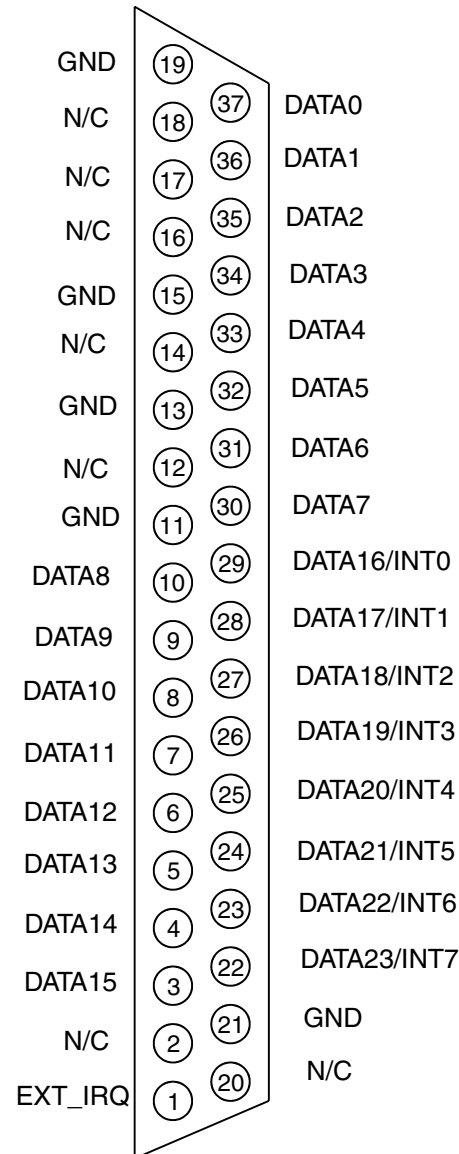 GND 19
37 DATA0
N/C 18
36 DATA1
N/C 17
35 DATA2
N/C 16
34 DATA3
GND 15
33 DATA4
N/C 14
32 DATA5
GND 13
31 DATA6
N/C 12
30 DATA7
GND 11
29 DATA16/INT0
DATA8 10
28 DATA17/INT1
DATA9 9
27 DATA18/INT2
DATA10 8
26 DATA19/INT3
DATA11 7
25 DATA20/INT4
DATA12 6
24 DATA21/INT5
DATA13 5
23 DATA22/INT6
DATA14 4
22 DATA23/INT7
DATA15 3
21 GND
N/C 2
20 N/C
EXT_IRQ 1